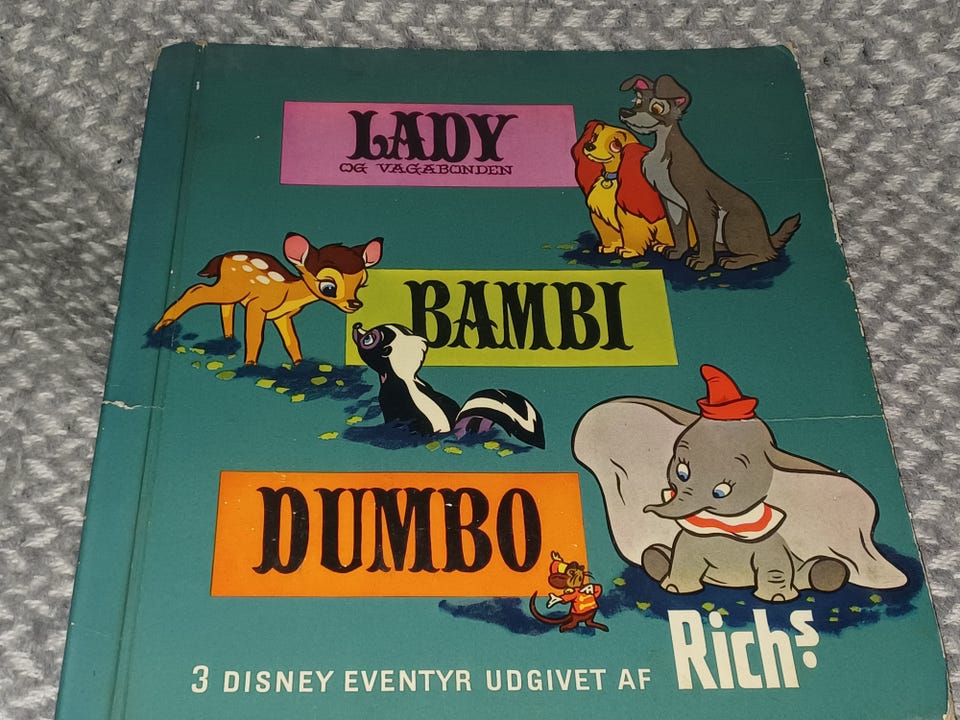 LADY
OG VAGABONDEN
BAMBI
DUMBO
3 DISNEY EVENTYR UDGIVET AF Richs.